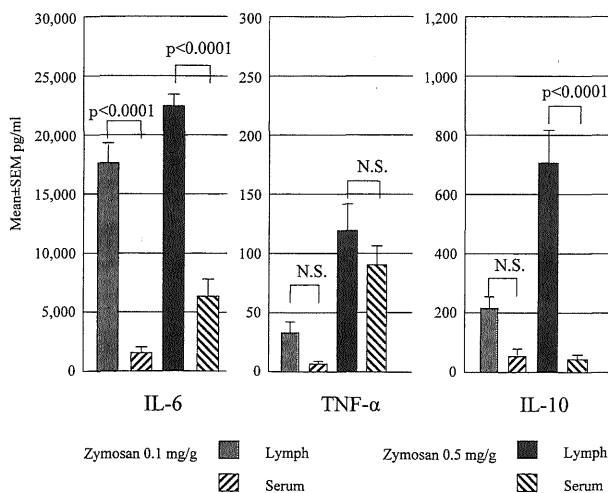 Mean±SEM pg/ml
30,000
25,000
20,000
15,000
10,000
5,000
0
p<0.0001
p<0.0001
IL-6
300
250
200
150
100
50
0
N.S.
N.S.
TNF-α
1,200
1,000
800
600
400
200
0
N.S.
p<0.0001
IL-10
Zymosan 0.1 mg/g
Lymph
Serum
Zymosan 0.5 mg/g
Lymph
Serum